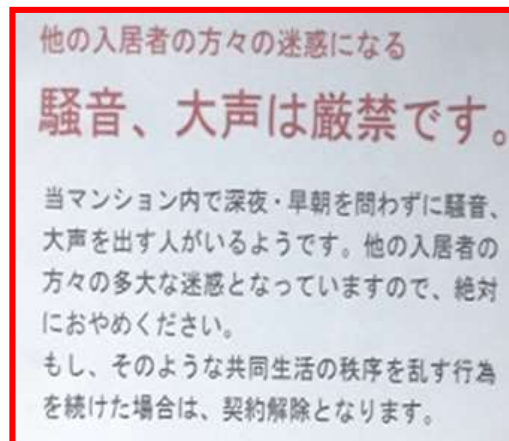 他の入居者の方々の迷惑になる
騒音、大声は厳禁です。
当マンション内で深夜・早朝を問わずに騒音、
大声を出す人がいるようです。他の入居者の
方々の多大な迷惑となっていますので、絶対
におやめください。
もし、そのような共同生活の秩序を乱す行為
を続けた場合は、契約解除となります。